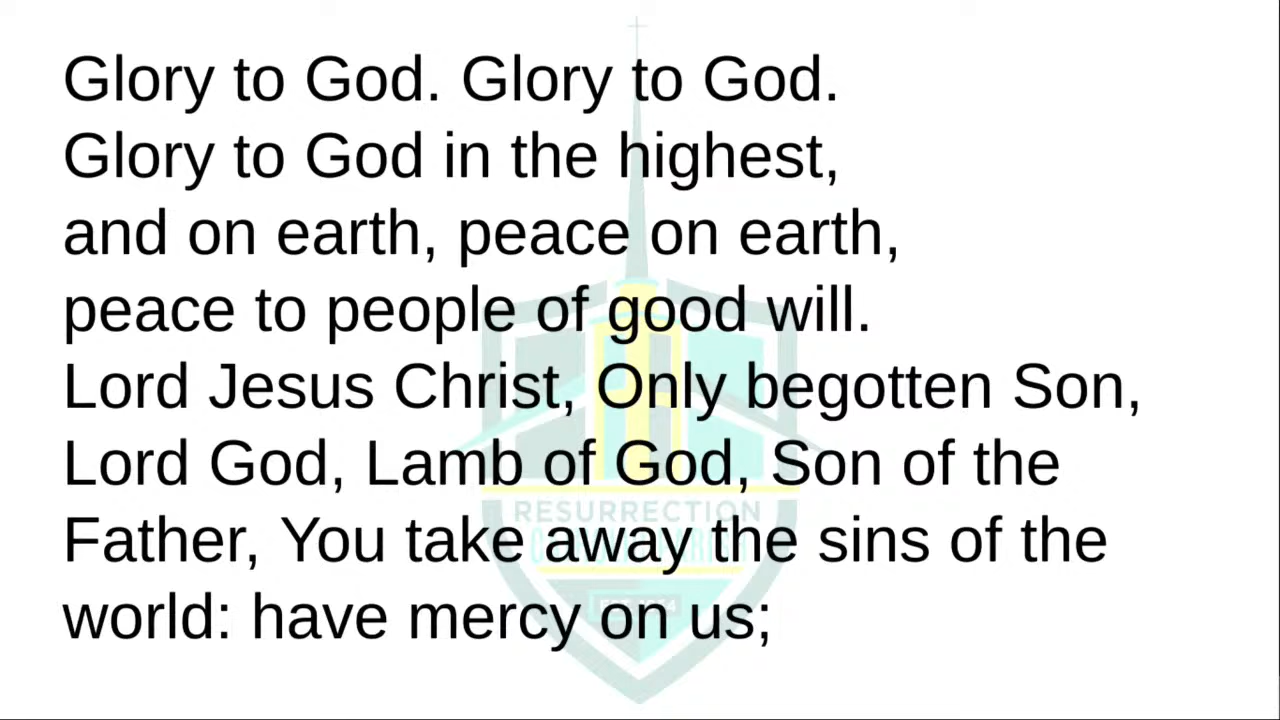 Glory to God. Glory to God.
Glory to God in the highest,
and on earth, peace on earth,
peace to people of good will.
Lord Jesus Christ, Only begotten Son,
Lord God, Lamb of God, Son of the
Father, You take away the sins of the
world: have mercy on us;
RESURRECTION